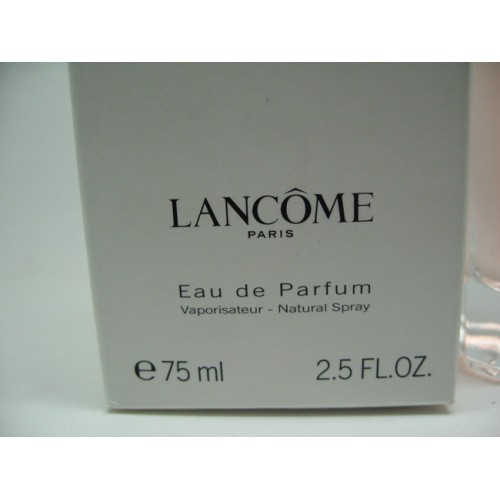 LANCÔME
PARIS
Eau de Parfum
Vaporisateur - Natural Spray
℮ 75 ml 2.5 FL.OZ.